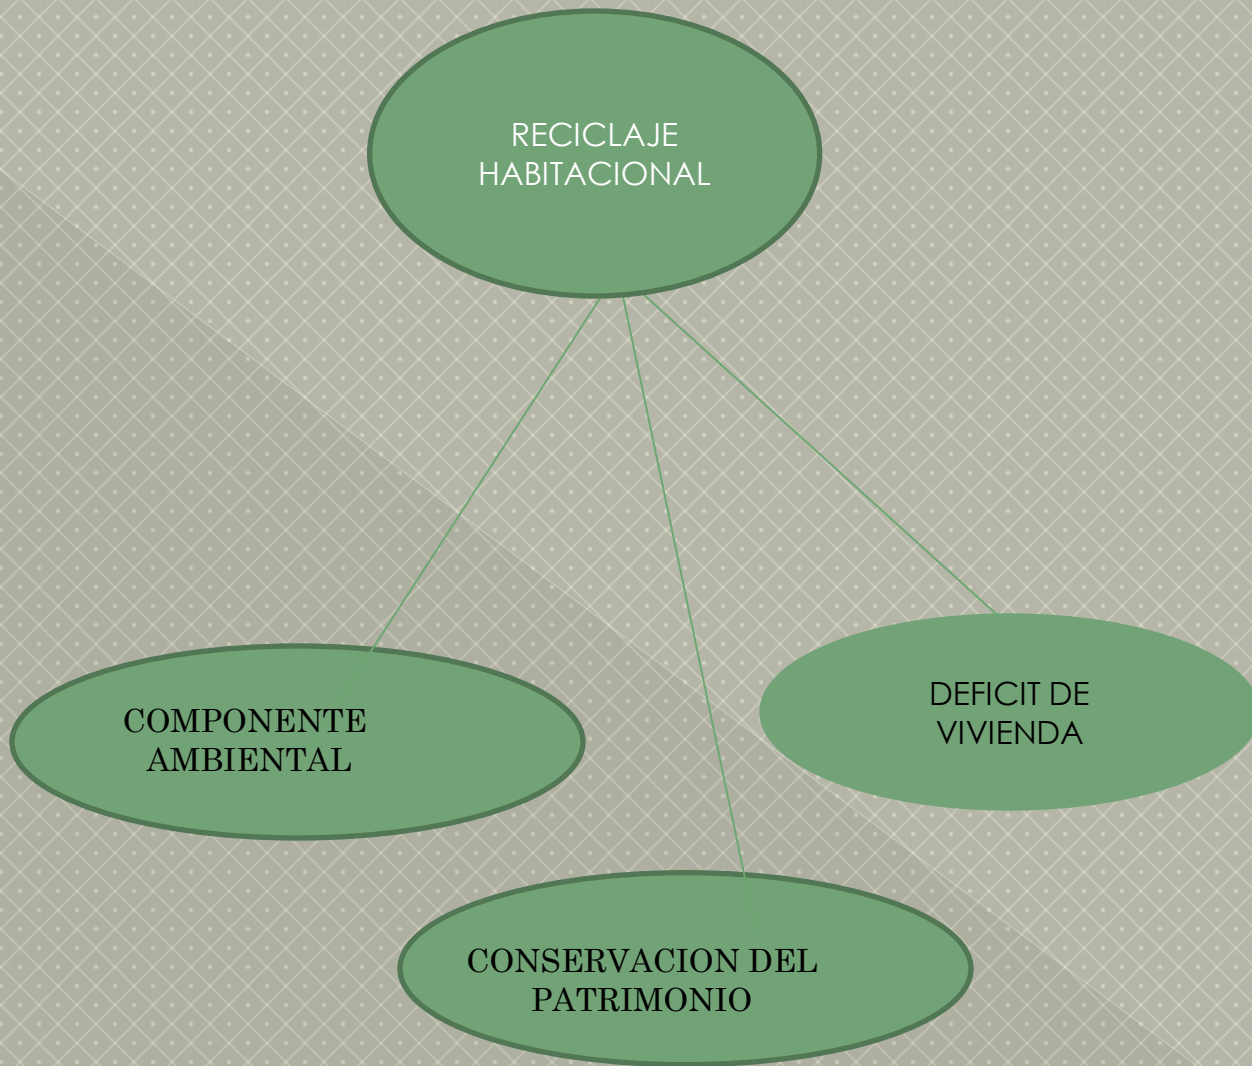 RECICLAJE
HABITACIONAL
COMPONENTE
AMBIENTAL
DEFICIT DE
VIVIENDA
CONSERVACION DEL
PATRIMONIO